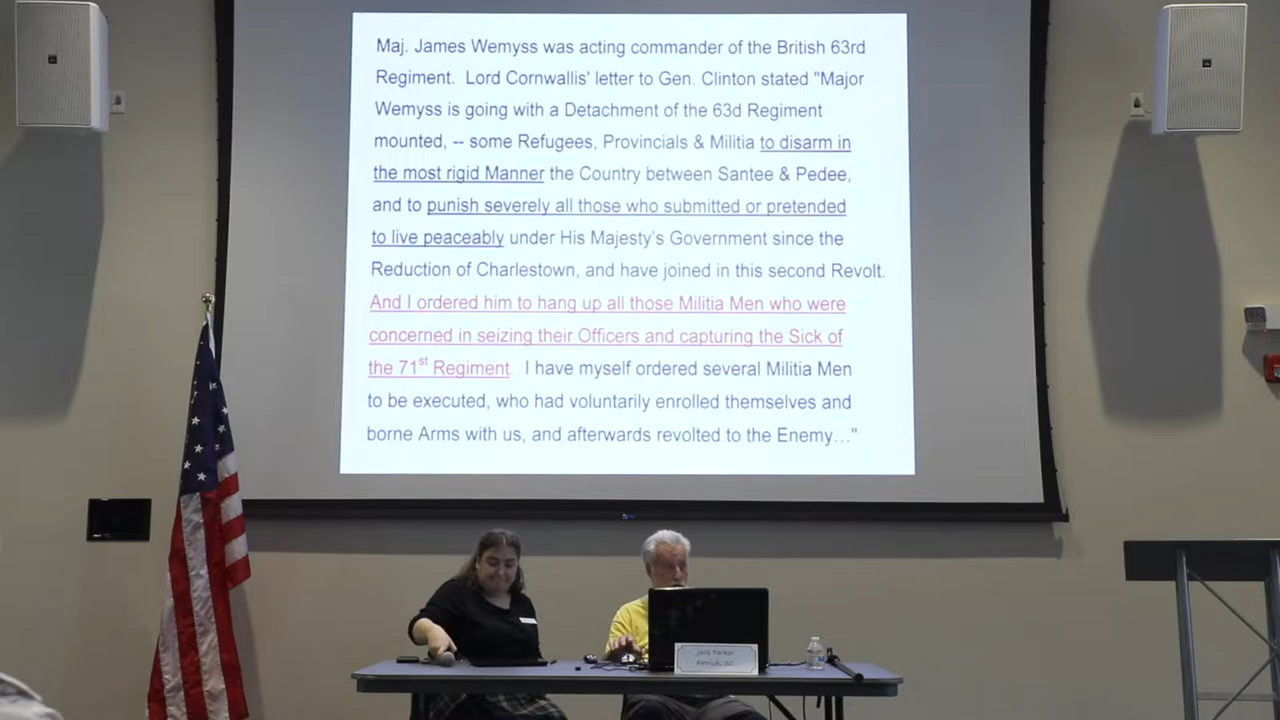 Maj. James Wemyss was acting commander of the British 63rd
Regiment. Lord Cornwallis' letter to Gen. Clinton stated "Major
Wemyss is going with a Detachment of the 63d Regiment
mounted, -- some Refugees, Provincials & Militia to disarm in
the most rigid Manner the Country between Santee & Pedee,
and to punish severely all those who submitted or pretended
to live peaceably under His Majesty's Government since the
Reduction of Charlestown, and have joined in this second Revolt.
And I ordered him to hang up all those Militia Men who were
concerned in seizing their Officers and capturing the Sick of
the 71st Regiment. I have myself ordered several Militia Men
to be executed, who had voluntarily enrolled themselves and
borne Arms with us, and afterwards revolted to the Enemy…"
Parker